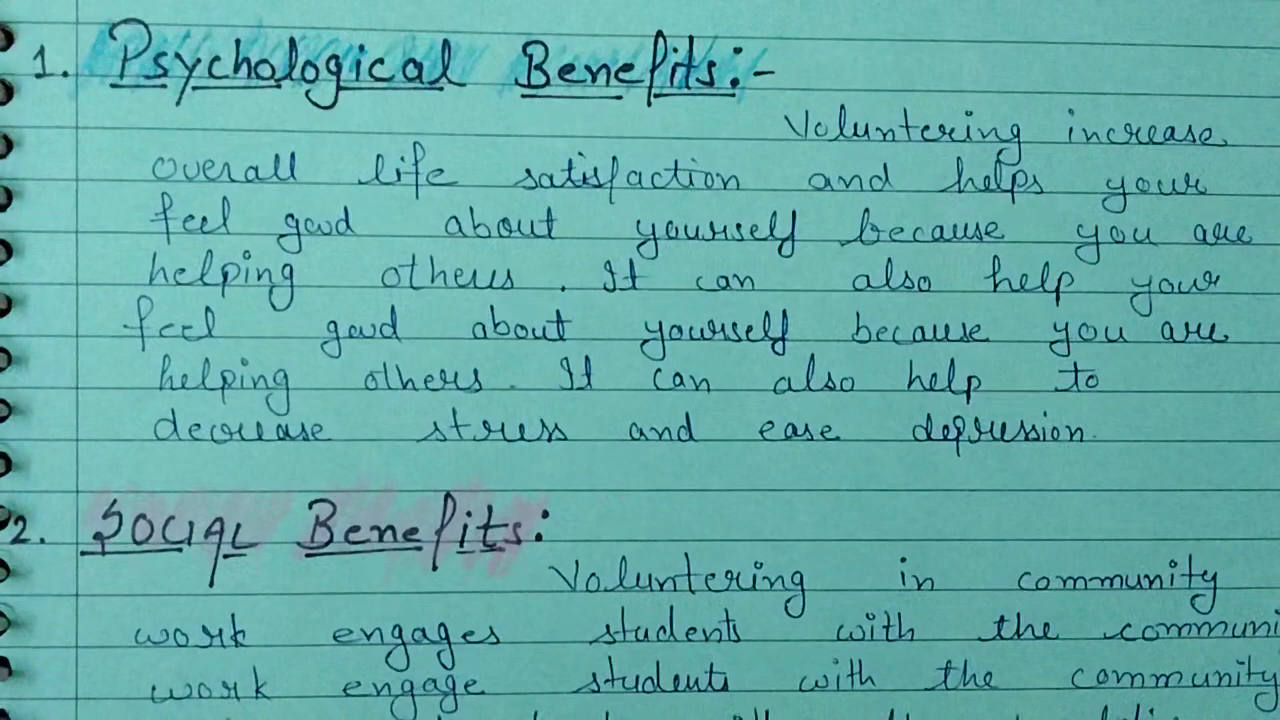 1. Psychological Benefits:-
Voluntering increase
overall life satisfaction and helps your
feel good about yourself because you are
helping others. It can also help your
feel good about yourself because you are
helping others. It can also help to
decrease stress and ease depression.
2. SOCIAL Benefits:
Voluntering in community
work engages students with the communi
work engage students with the community